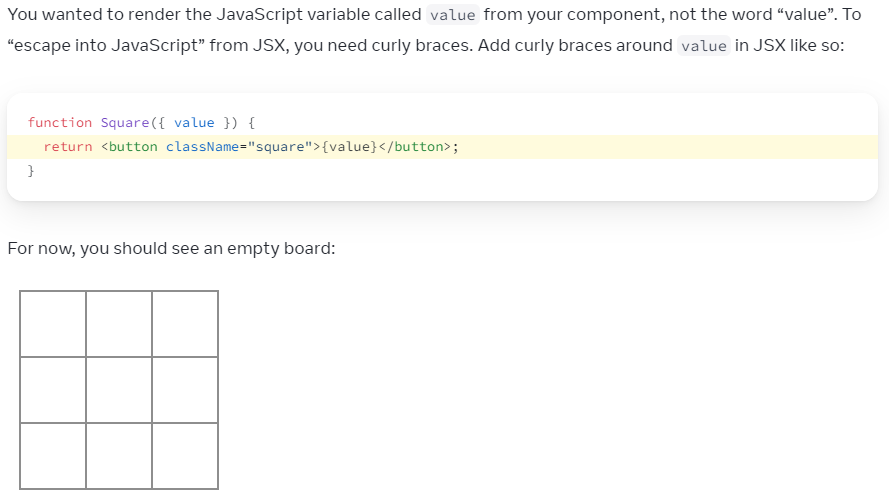 You wanted to render the JavaScript variable called value from your component, not the word “value”. To
“escape into JavaScript” from JSX, you need curly braces. Add curly braces around value in JSX like so:
function Square({ value }) {
  return <button className="square">{value}</button>;
}
For now, you should see an empty board: